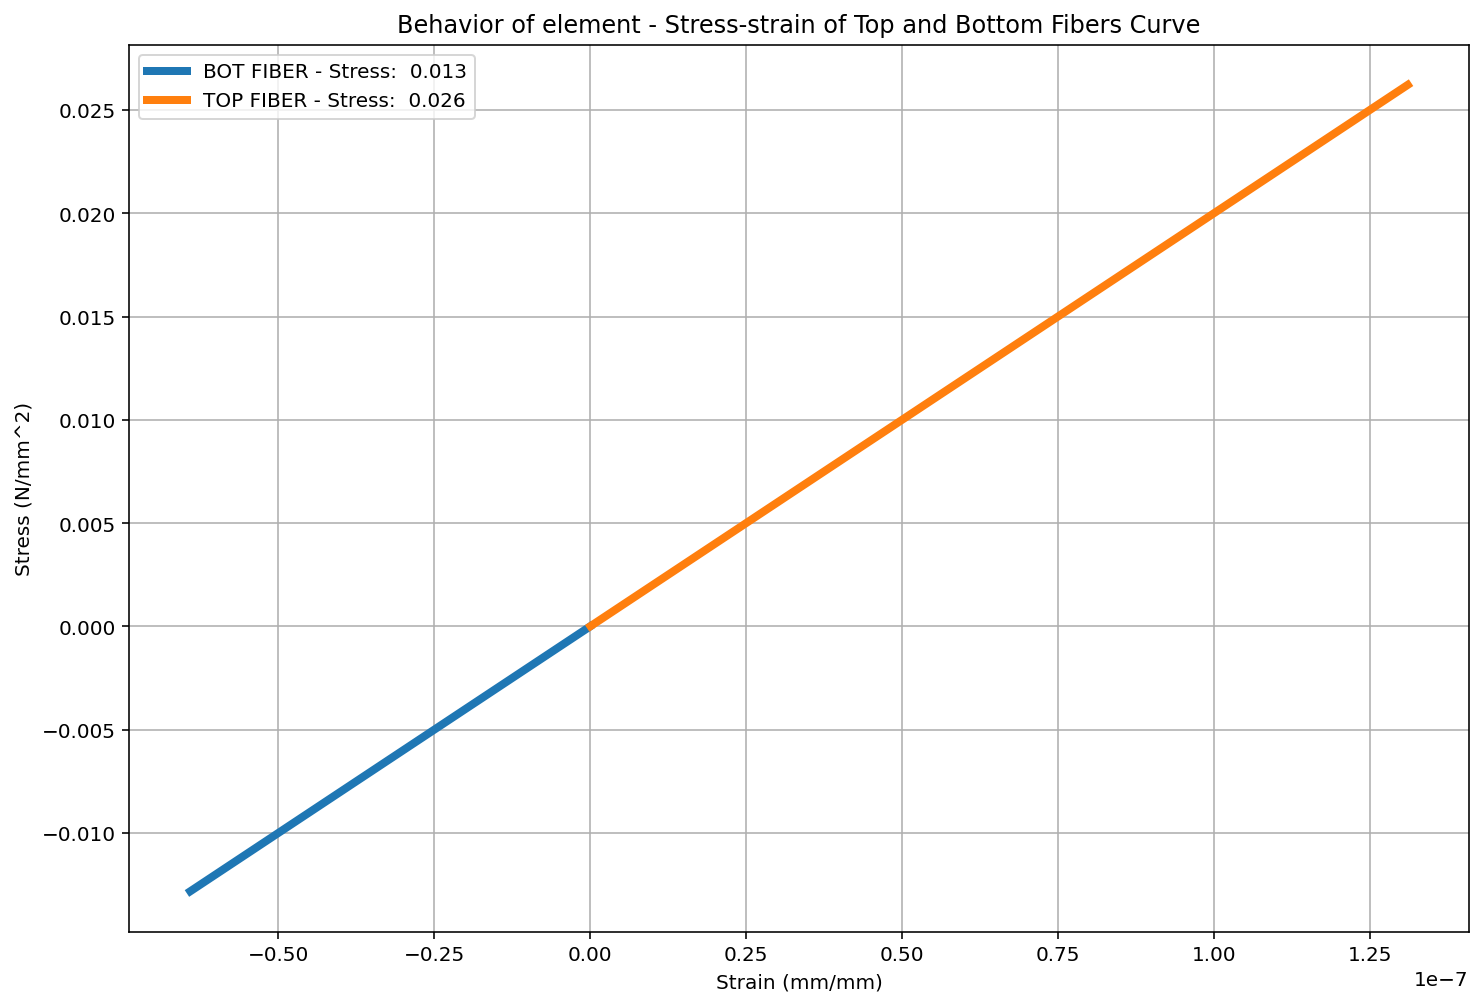 Behavior of element - Stress-strain of Top and Bottom Fibers Curve
BOT FIBER - Stress:  0.013
TOP FIBER - Stress:  0.026
0.025
0.020
0.015
0.010
0.005
0.000
−0.005
−0.010
Stress (N/mm^2)
−0.50
−0.25
0.00
0.25
0.50
0.75
1.00
1.25
1e−7
Strain (mm/mm)